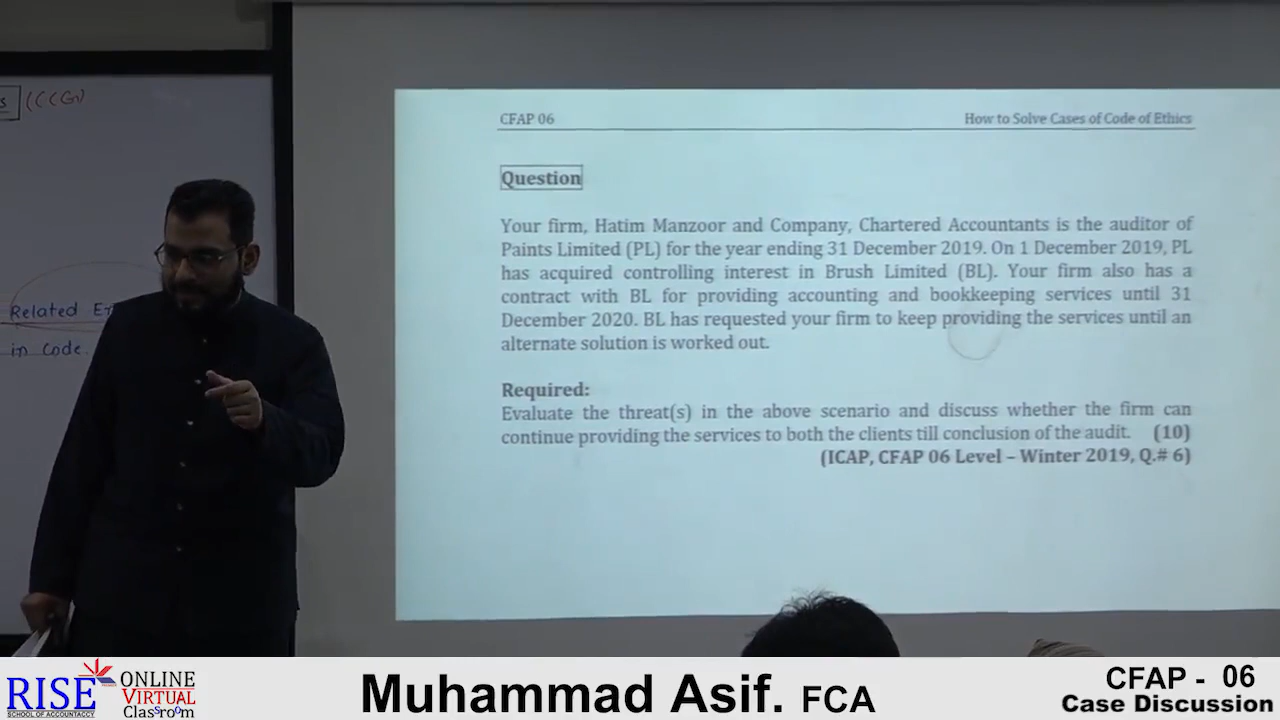 (CCG)
Related
in Code.
CFAP 06
How to Solve Cases of Code of Ethics
Question
Your firm, Hatim Manzoor and Company, Chartered Accountants is the auditor of
Paints Limited (PL) for the year ending 31 December 2019. On 1 December 2019, PL
has acquired controlling interest in Brush Limited (BL). Your firm also has a
contract with BL for providing accounting and bookkeeping services until 31
December 2020. BL has requested your firm to keep providing the services until an
alternate solution is worked out.
Required:
Evaluate the threat(s) in the above scenario and discuss whether the firm can
continue providing the services to both the clients till conclusion of the audit. (10)
(ICAP, CFAP 06 Level – Winter 2019, Q.# 6)
RISE
SCHOOL OF ACCOUNTACY
ONLINE
VIRTUAL
Classroom
Muhammad Asif. FCA
CFAP - 06
Case Discussion